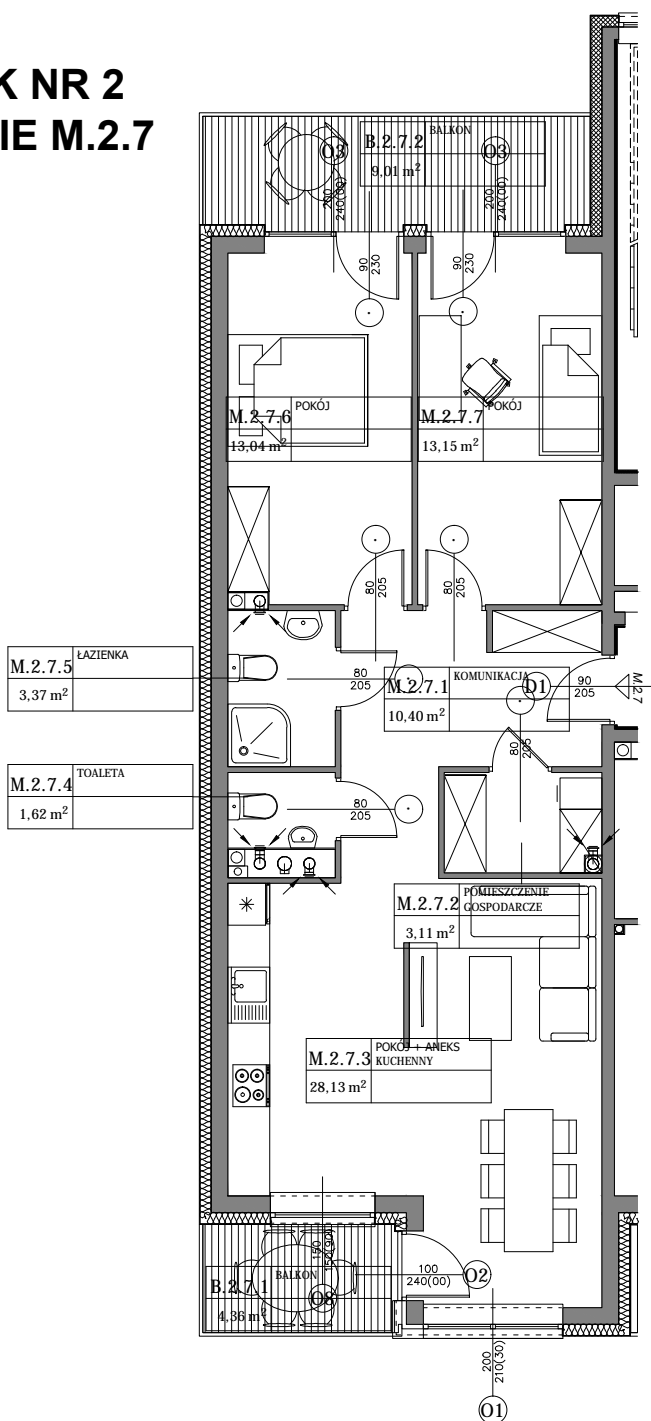 K NR 2
IE M.2.7
B.2.7.2 BALKON
9,01 m²
O3
O3
200
240(00)
200
240(00)
90
230
90
230
M.2.7.6 POKÓJ
13,04 m²
M.2.7.7 POKÓJ
13,15 m²
80
205
80
205
M.2.7.5 ŁAZIENKA
3,37 m²
80
205
M.2.7.1 KOMUNIKACJA
10,40 m²
D1
90
205
M.2.7
80
205
M.2.7.4 TOALETA
1,62 m²
80
205
M.2.7.2 POMIESZCZENIE
GOSPODARCZE
3,11 m²
M.2.7.3 POKÓJ + ANEKS
KUCHENNY
28,13 m²
150
150(90)
B.2.7.1 BALKON
4,36 m²
O8
100
240(00)
O2
200
210(30)
O1